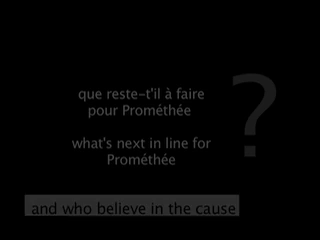 que reste-t'il à faire
pour Prométhée
?
what's next in line for
Prométhée
and who believe in the cause